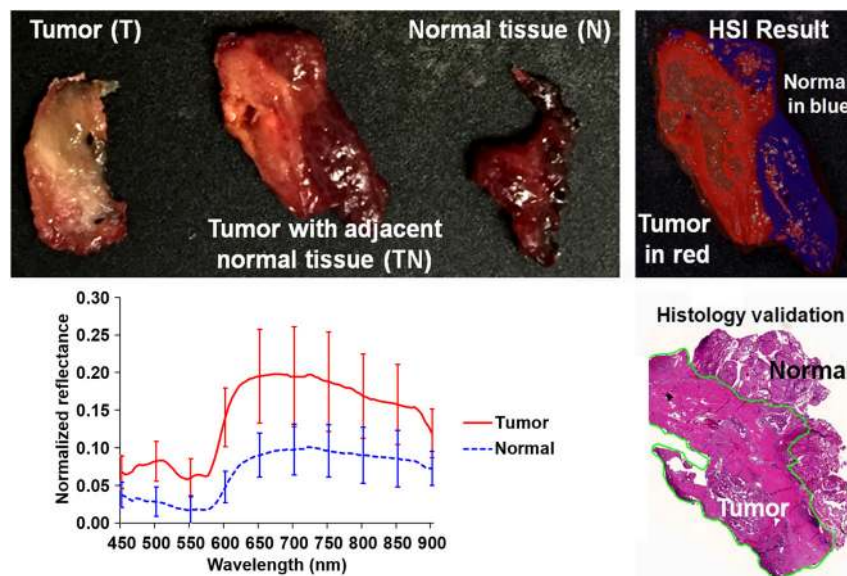 Tumor (T)
Normal tissue (N)
Tumor with adjacent
normal tissue (TN)
HSI Result
Norma
in blue
Tumor
in red
Normalized reflectance
0.30
0.25
0.20
0.15
0.10
0.05
0.00
450 500 550 600 650 700 750 800 850 900
Wavelength (nm)
Tumor
Normal
Histology validation
Normal
Tumor